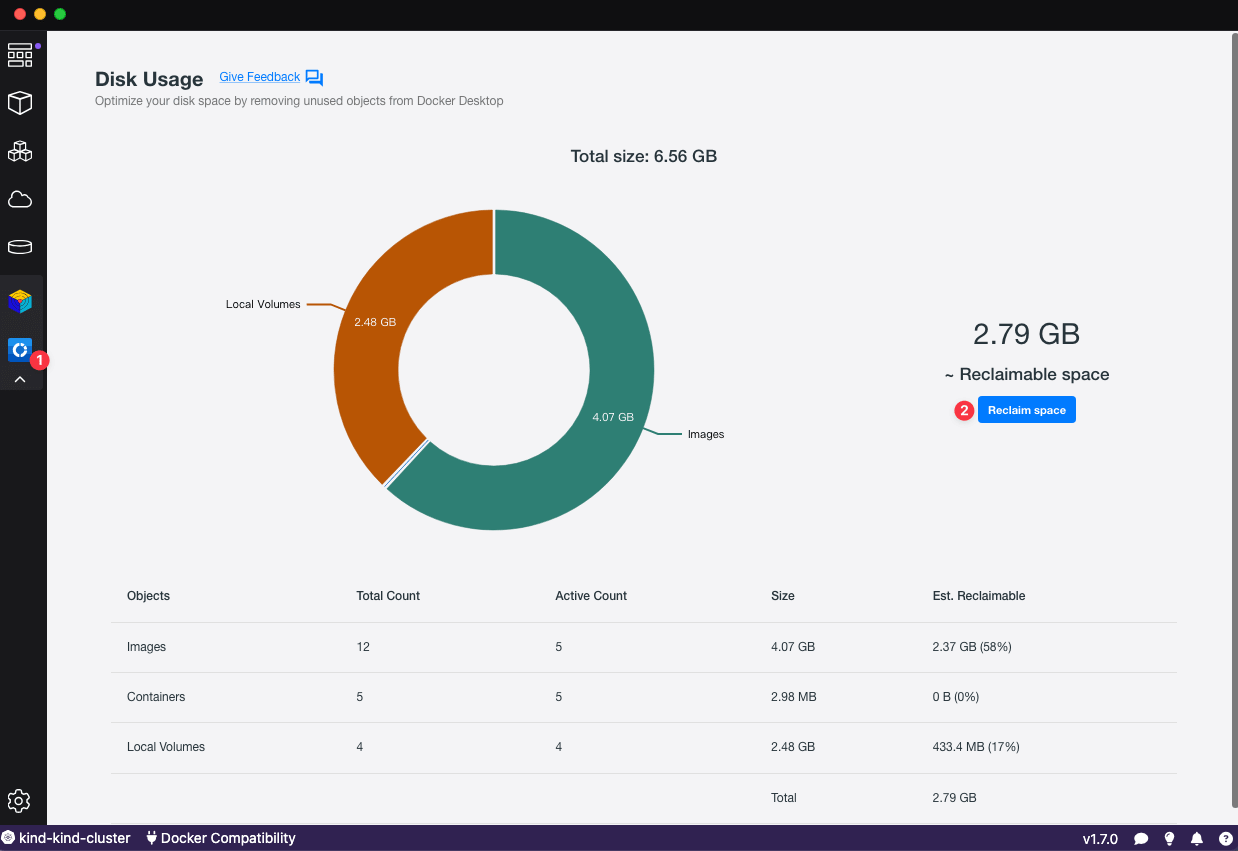 Disk Usage Give Feedback
Optimize your disk space by removing unused objects from Docker Desktop
Total size: 6.56 GB
Local Volumes
2.48 GB
4.07 GB
Images
2.79 GB
~ Reclaimable space
1
2 Reclaim space
Objects Total Count Active Count Size Est. Reclaimable
Images 12 5 4.07 GB 2.37 GB (58%)
Containers 5 5 2.98 MB 0 B (0%)
Local Volumes 4 4 2.48 GB 433.4 MB (17%)
Total 2.79 GB
kind-kind-cluster Docker Compatibility v1.7.0 ?